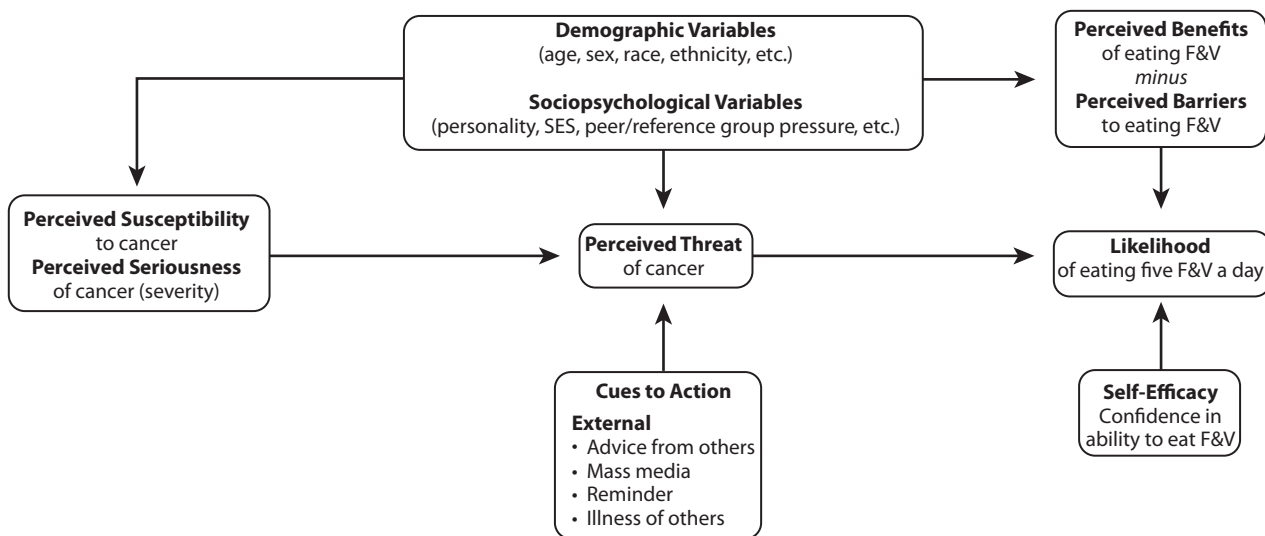 Demographic Variables
(age, sex, race, ethnicity, etc.)
Sociopsychological Variables
(personality, SES, peer/reference group pressure, etc.)
Perceived Benefits
of eating F&V
minus
Perceived Barriers
to eating F&V
Perceived Susceptibility
to cancer
Perceived Seriousness
of cancer (severity)
Perceived Threat
of cancer
Likelihood
of eating five F&V a day
Cues to Action
External
• Advice from others
• Mass media
• Reminder
• Illness of others
Self-Efficacy
Confidence in
ability to eat F&V